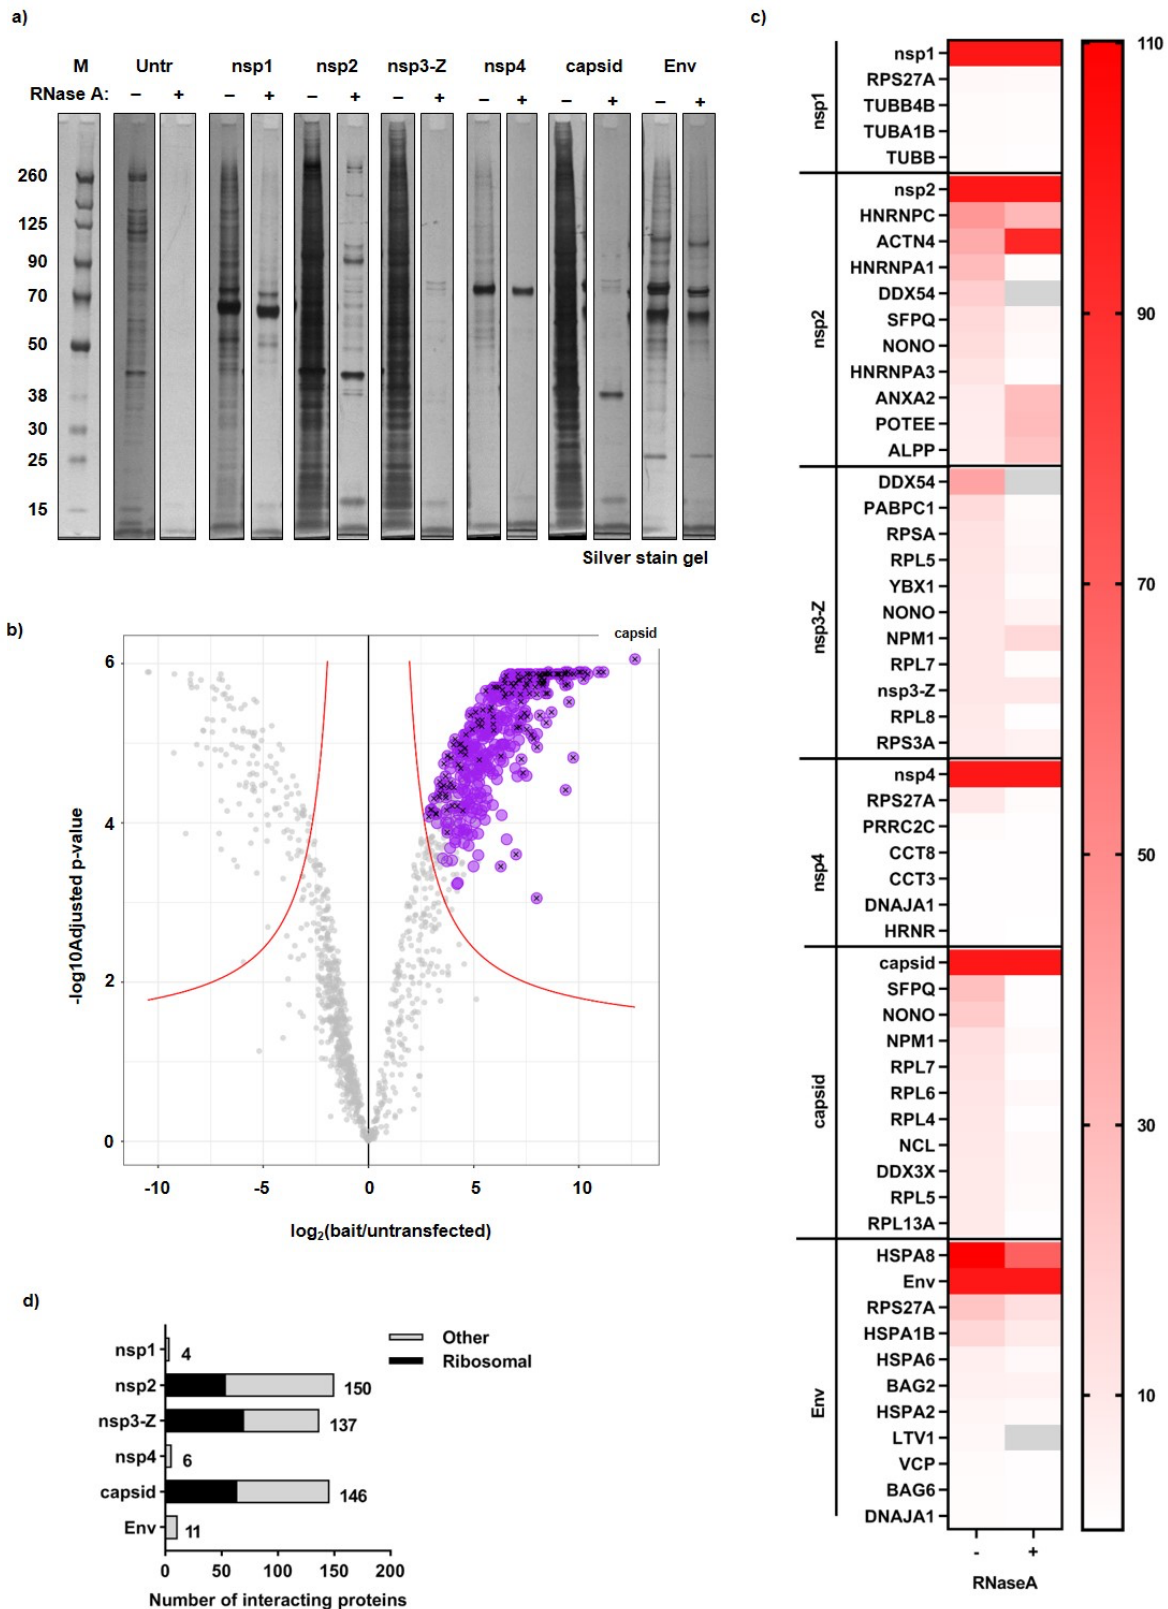 a)
M Untr nsp1 nsp2 nsp3-Z nsp4 capsid Env
RNase A: – + – + – + – + – + – + – +
260
125
90
70
50
38
30
25
15
Silver stain gel
b)
capsid
6
4
2
0
-log10Adjusted p-value
-10 -5 0 5 10
log2(bait/untransfected)
c)
nsp1
nsp1
RPS27A
TUBB4B
TUBA1B
TUBB
nsp2
nsp2
HNRNPC
ACTN4
HNRNPA1
DDX54
SFPQ
NONO
HNRNPA3
ANXA2
POTEE
ALPP
nsp3-Z
DDX54
PABPC1
RPSA
RPL5
YBX1
NONO
NPM1
RPL7
nsp3-Z
RPL8
RPS3A
nsp4
nsp4
RPS27A
PRRC2C
CCT8
CCT3
DNAJA1
HRNR
capsid
capsid
SFPQ
NONO
NPM1
RPL7
RPL6
RPL4
NCL
DDX3X
RPL5
RPL13A
Env
HSPA8
Env
RPS27A
HSPA1B
HSPA6
BAG2
HSPA2
LTV1
VCP
BAG6
DNAJA1
- +
RNaseA
110
90
70
50
30
10
d)
Other
Ribosomal
nsp1 4
nsp2 150
nsp3-Z 137
nsp4 6
capsid 146
Env 11
0 50 100 150 200
Number of interacting proteins